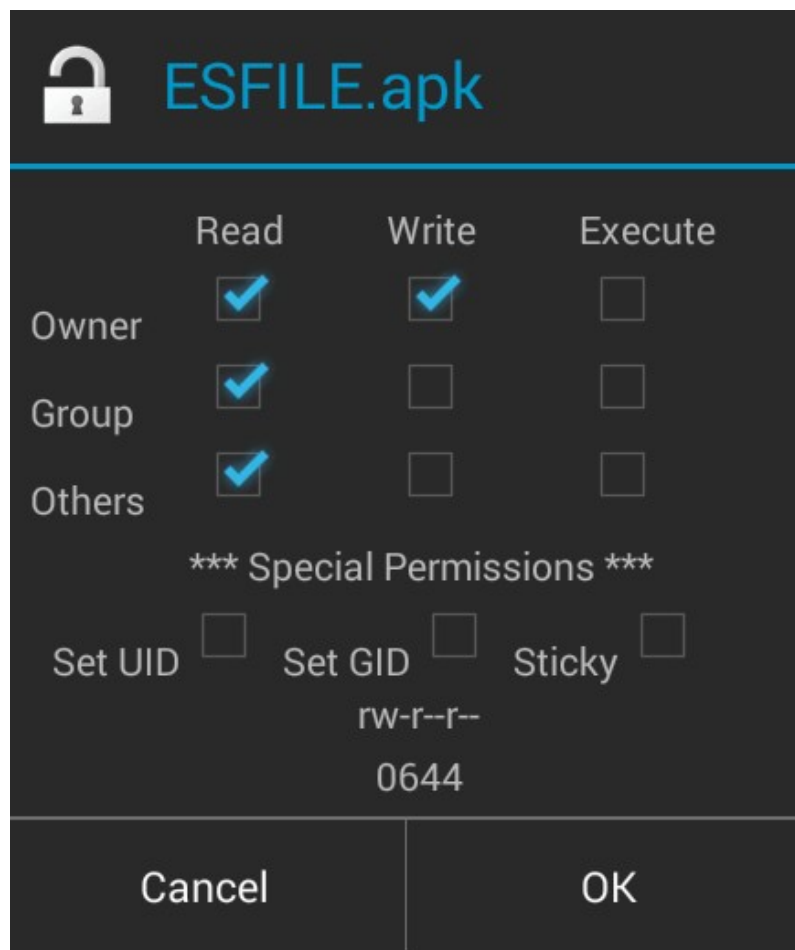 ESFILE.apk
Read Write Execute
Owner
Group
Others
*** Special Permissions ***
Set UID Set GID Sticky
rw-r--r--
0644
Cancel OK